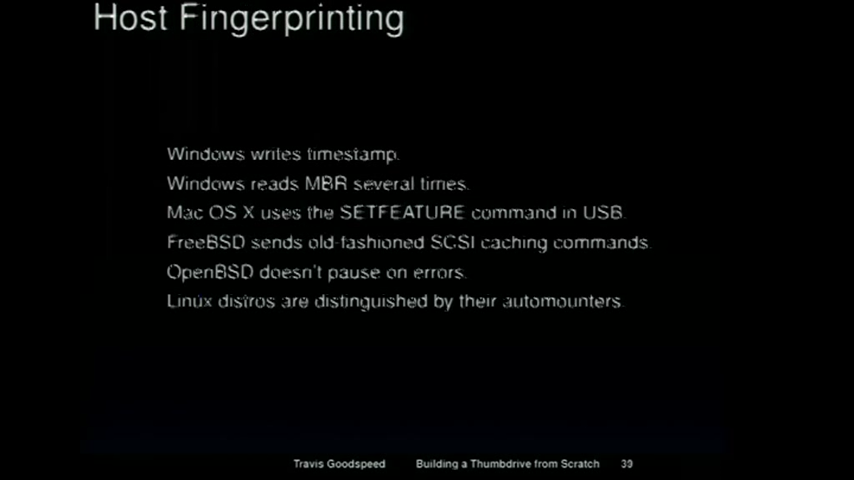 Host Fingerprinting
Windows writes timestamp.
Windows reads MBR several times.
Mac OS X uses the SETFEATURE command in USB.
FreeBSD sends old-fashioned SCSI caching commands.
OpenBSD doesn't pause on errors.
Linux distros are distinguished by their automounters.
Travis Goodspeed Building a Thumbdrive from Scratch 39